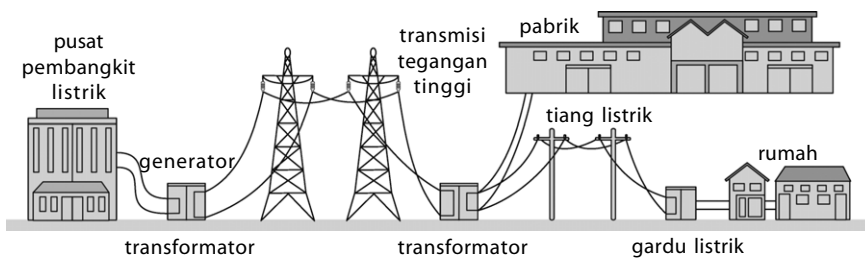 pusat
pembangkit
listrik
generator
transformator
transmisi
tegangan
tinggi
transformator
pabrik
tiang listrik
gardu listrik
rumah